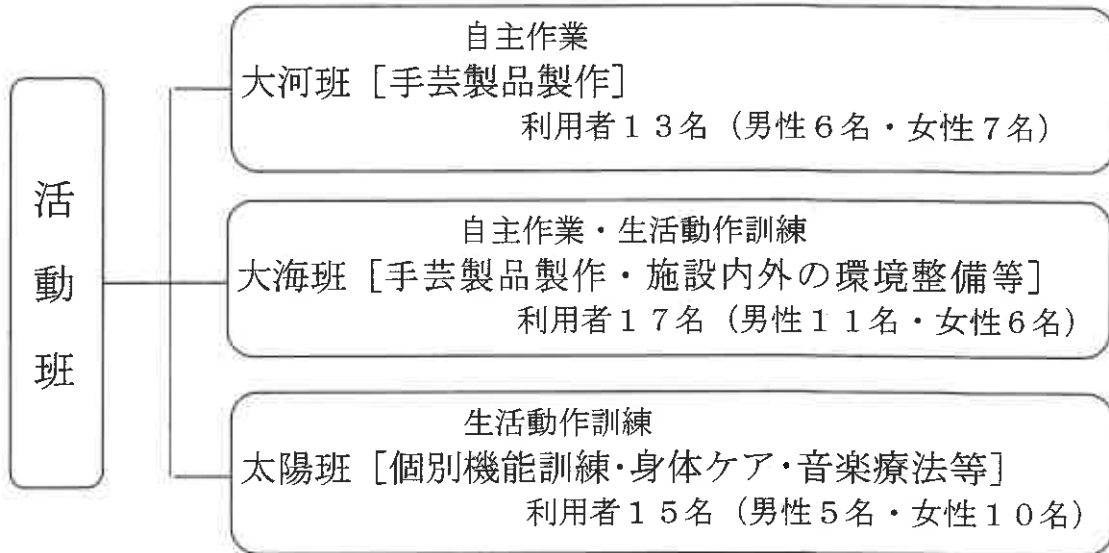 活動班
自主作業
大河班［手芸製品製作］
利用者１３名（男性６名・女性７名）
自主作業・生活動作訓練
大海班［手芸製品製作・施設内外の環境整備等］
利用者１７名（男性１１名・女性６名）
生活動作訓練
太陽班［個別機能訓練・身体ケア・音楽療法等］
利用者１５名（男性５名・女性１０名）